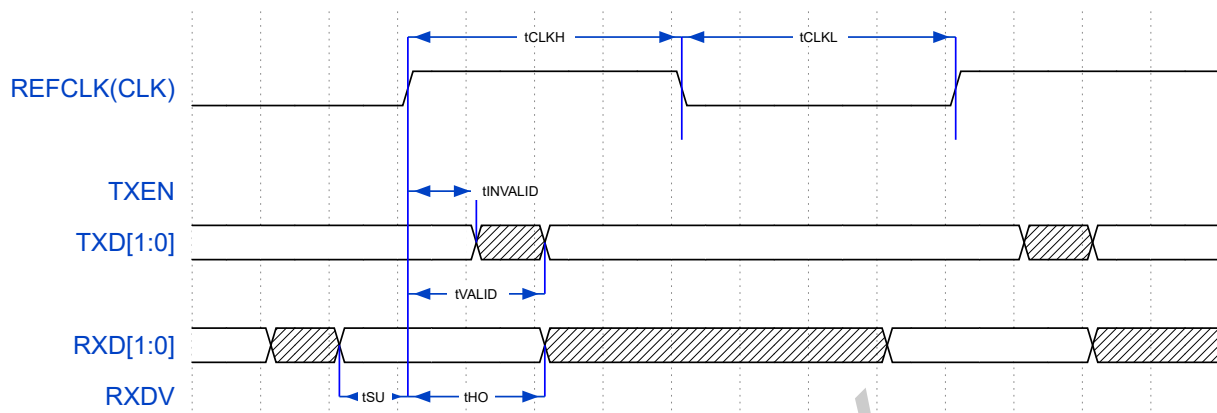 tCLKH
tCLKL
REFCLK(CLK)
TXEN
tINVALID
TXD[1:0]
tVALID
RXD[1:0]
RXDV
tSU
tHO